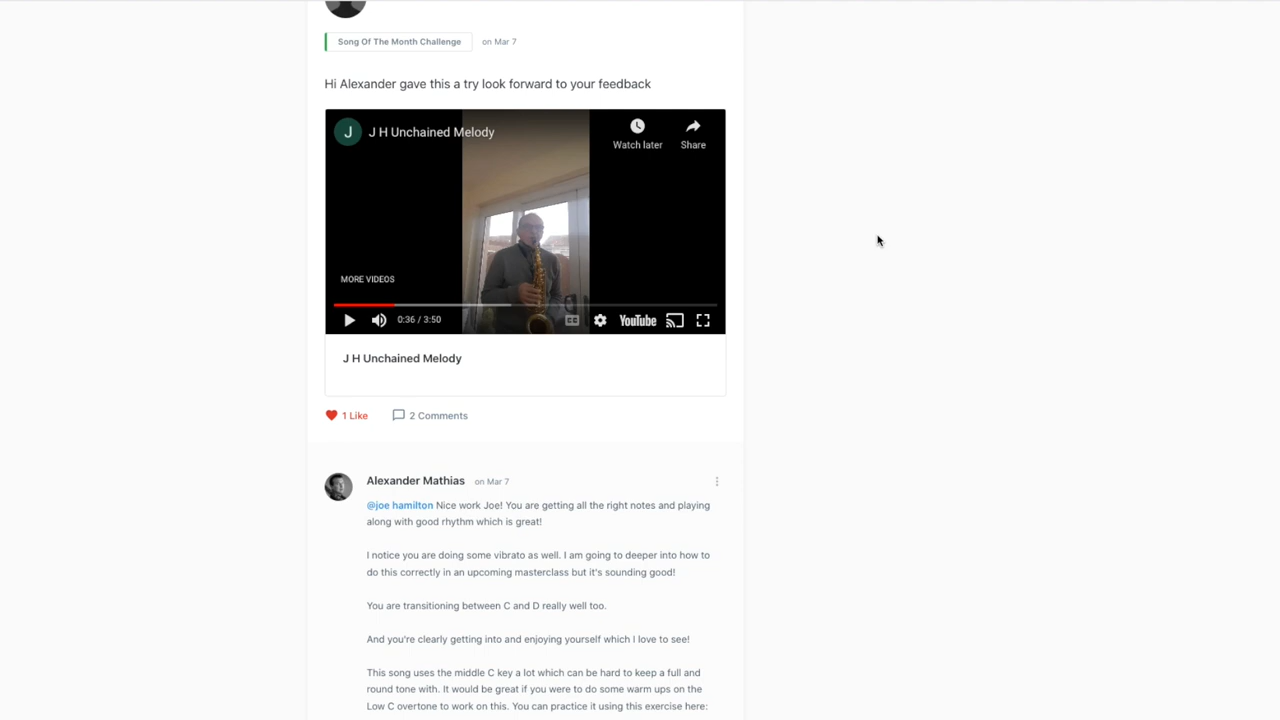 Song Of The Month Challenge on Mar 7
Hi Alexander gave this a try look forward to your feedback
J J H Unchained Melody
Watch later Share
MORE VIDEOS
0:36 / 3:50 CC YouTube
J H Unchained Melody
1 Like 2 Comments
Alexander Mathias on Mar 7
@joe hamilton Nice work Joe! You are getting all the right notes and playing
along with good rhythm which is great!
I notice you are doing some vibrato as well. I am going to deeper into how to
do this correctly in an upcoming masterclass but it's sounding good!
You are transitioning between C and D really well too.
And you're clearly getting into and enjoying yourself which I love to see!
This song uses the middle C key a lot which can be hard to keep a full and
round tone with. It would be great if you were to do some warm ups on the
Low C overtone to work on this. You can practice it using this exercise here: